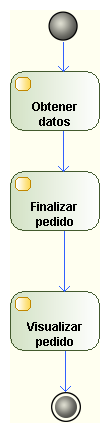 Obtener
datos
Finalizar
pedido
Visualizar
pedido